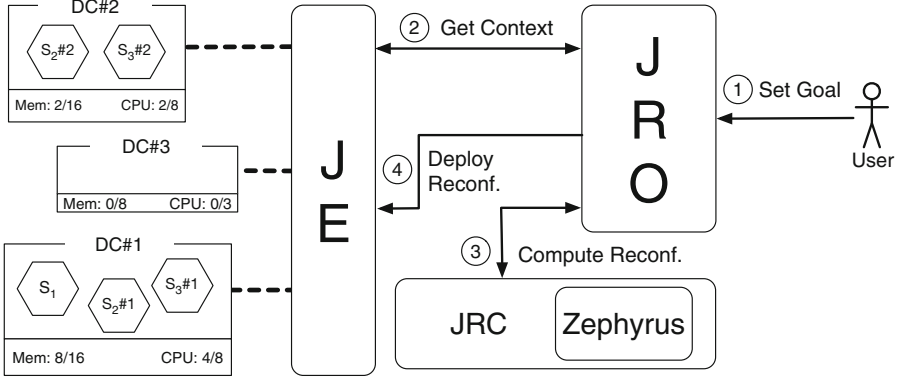 DC#2
S2#2
S3#2
Mem: 2/16 CPU: 2/8
DC#3
Mem: 0/8 CPU: 0/3
DC#1
S1
S2#1
S3#1
Mem: 8/16 CPU: 4/8
J
E
2 Get Context
4 Deploy
Reconf.
3 Compute Reconf.
J
R
O
1 Set Goal
User
JRC
Zephyrus